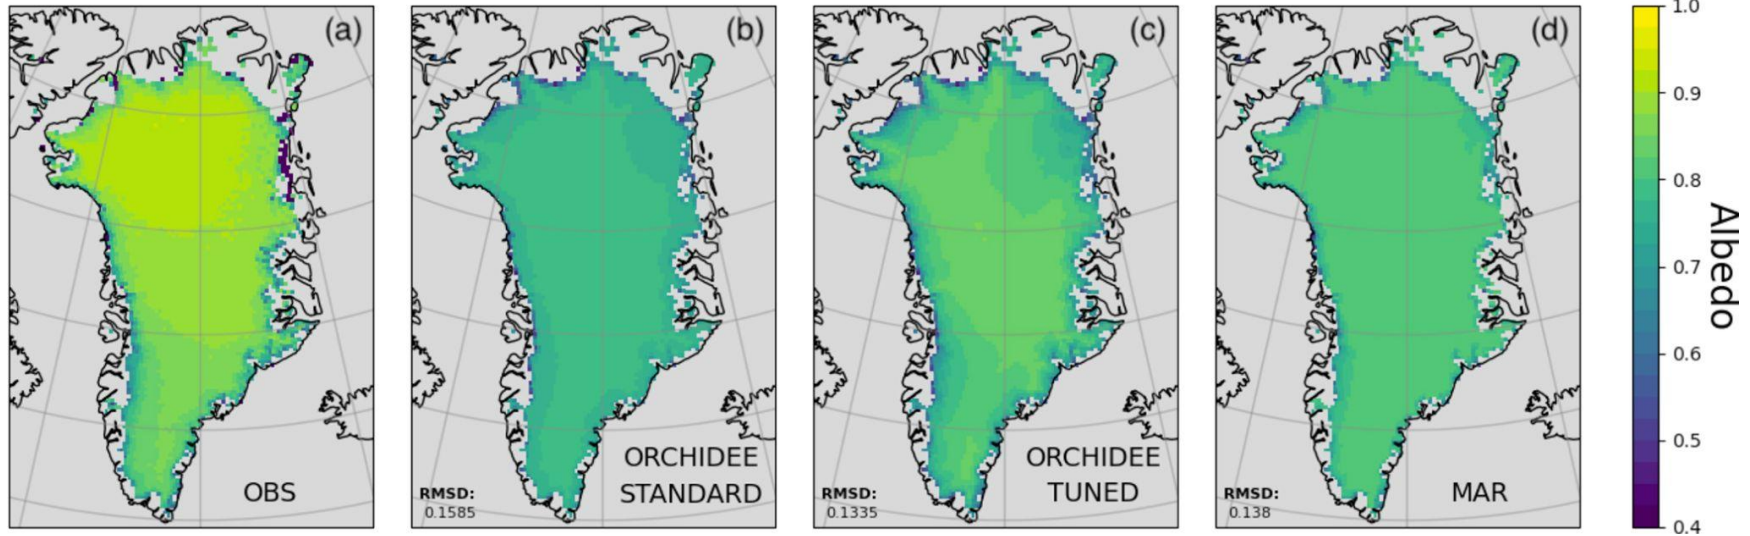 (a)
OBS
(b)
ORCHIDEE
STANDARD
RMSD:
0.1585
(c)
ORCHIDEE
TUNED
RMSD:
0.1335
(d)
MAR
RMSD:
0.138
1.0
0.9
0.8
0.7
0.6
0.5
0.4
Albedo